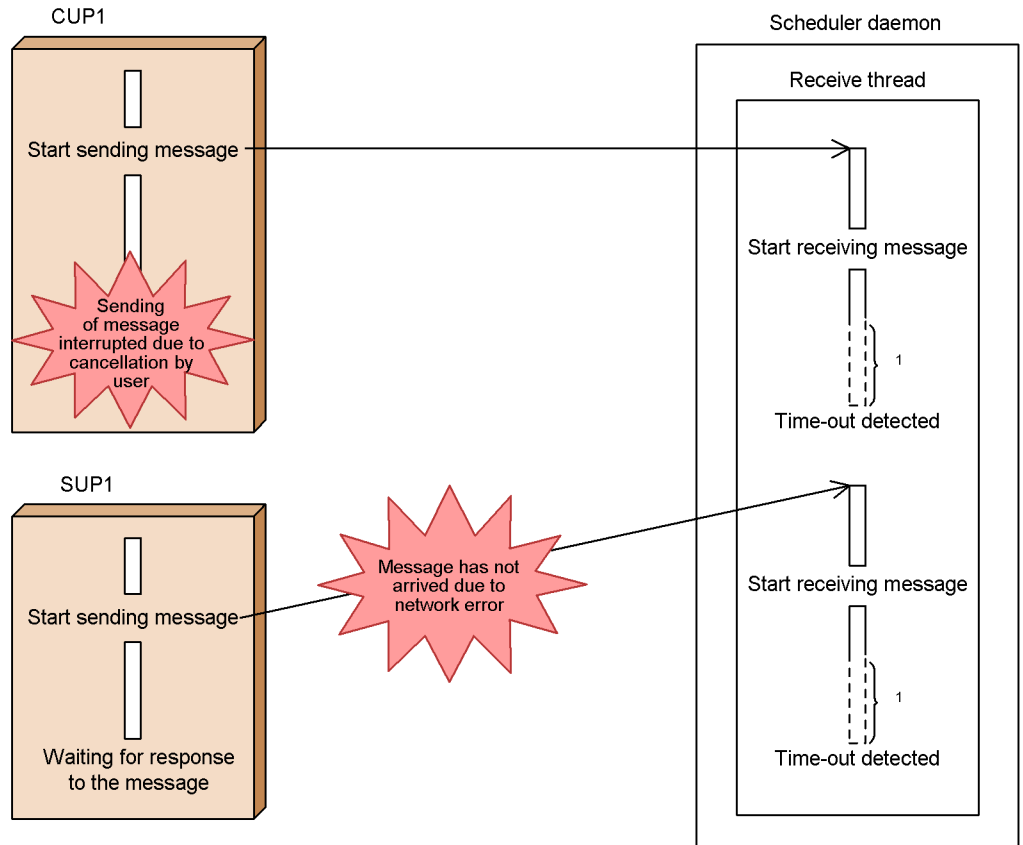 CUP1
Start sending message
Sending
of message
interrupted due to
cancellation by
user
SUP1
Start sending message
Waiting for response
to the message
Message has not
arrived due to
network error
Scheduler daemon
Receive thread
Start receiving message
1
Time-out detected
Start receiving message
1
Time-out detected